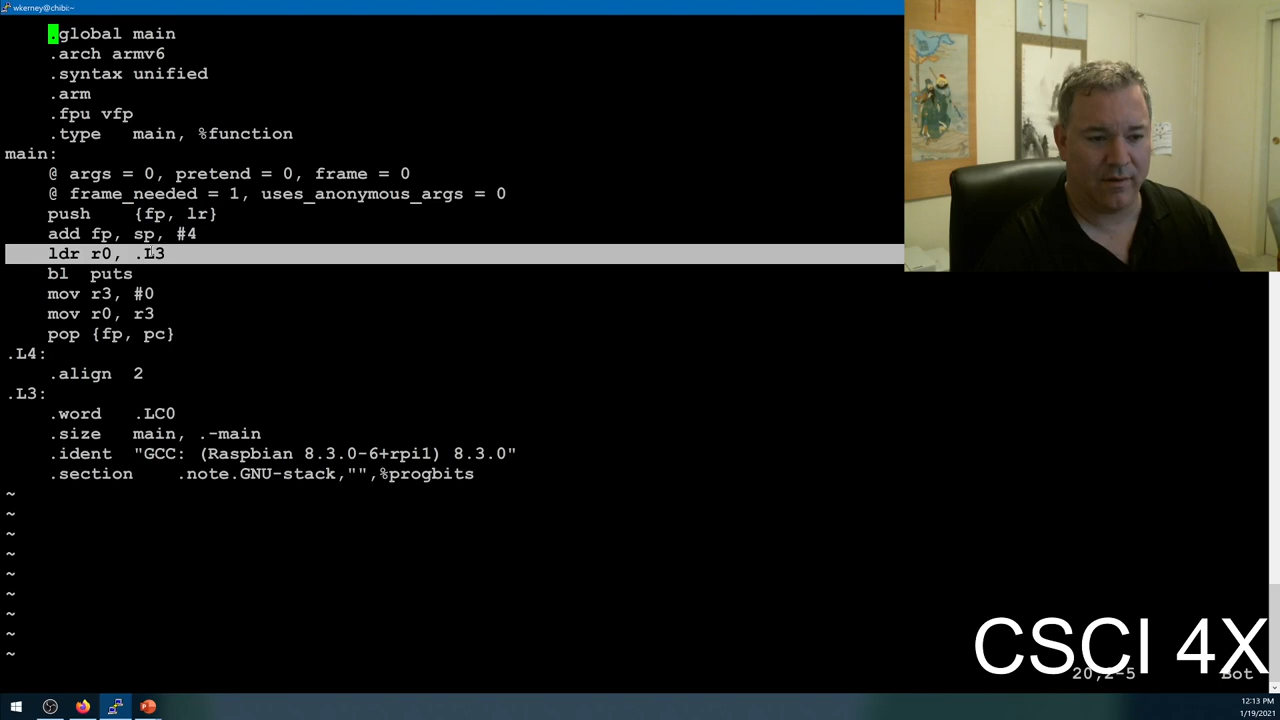 wkerney@chibi:~
.global main
.arch armv6
.syntax unified
.arm
.fpu vfp
.type main, %function
main:
@ args = 0, pretend = 0, frame = 0
@ frame_needed = 1, uses_anonymous_args = 0
push {fp, lr}
add fp, sp, #4
ldr r0, .L3
bl puts
mov r3, #0
mov r0, r3
pop {fp, pc}
.L4:
.align 2
.L3:
.word .LC0
.size main, .-main
.ident "GCC: (Raspbian 8.3.0-6+rpi1) 8.3.0"
.section .note.GNU-stack,"",%progbits
~
~
~
~
~
~
~
~
~
CSCI 4X
20,2-5 Bot
12:13 PM
1/19/2021